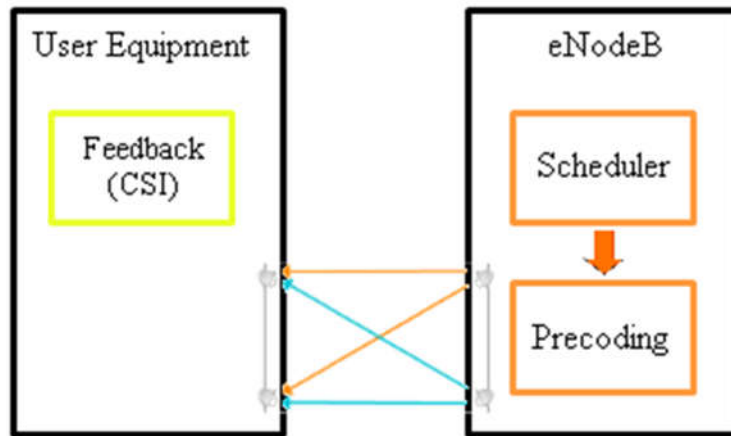 User Equipment
eNodeB
Feedback
(CSI)
Scheduler
Precoding